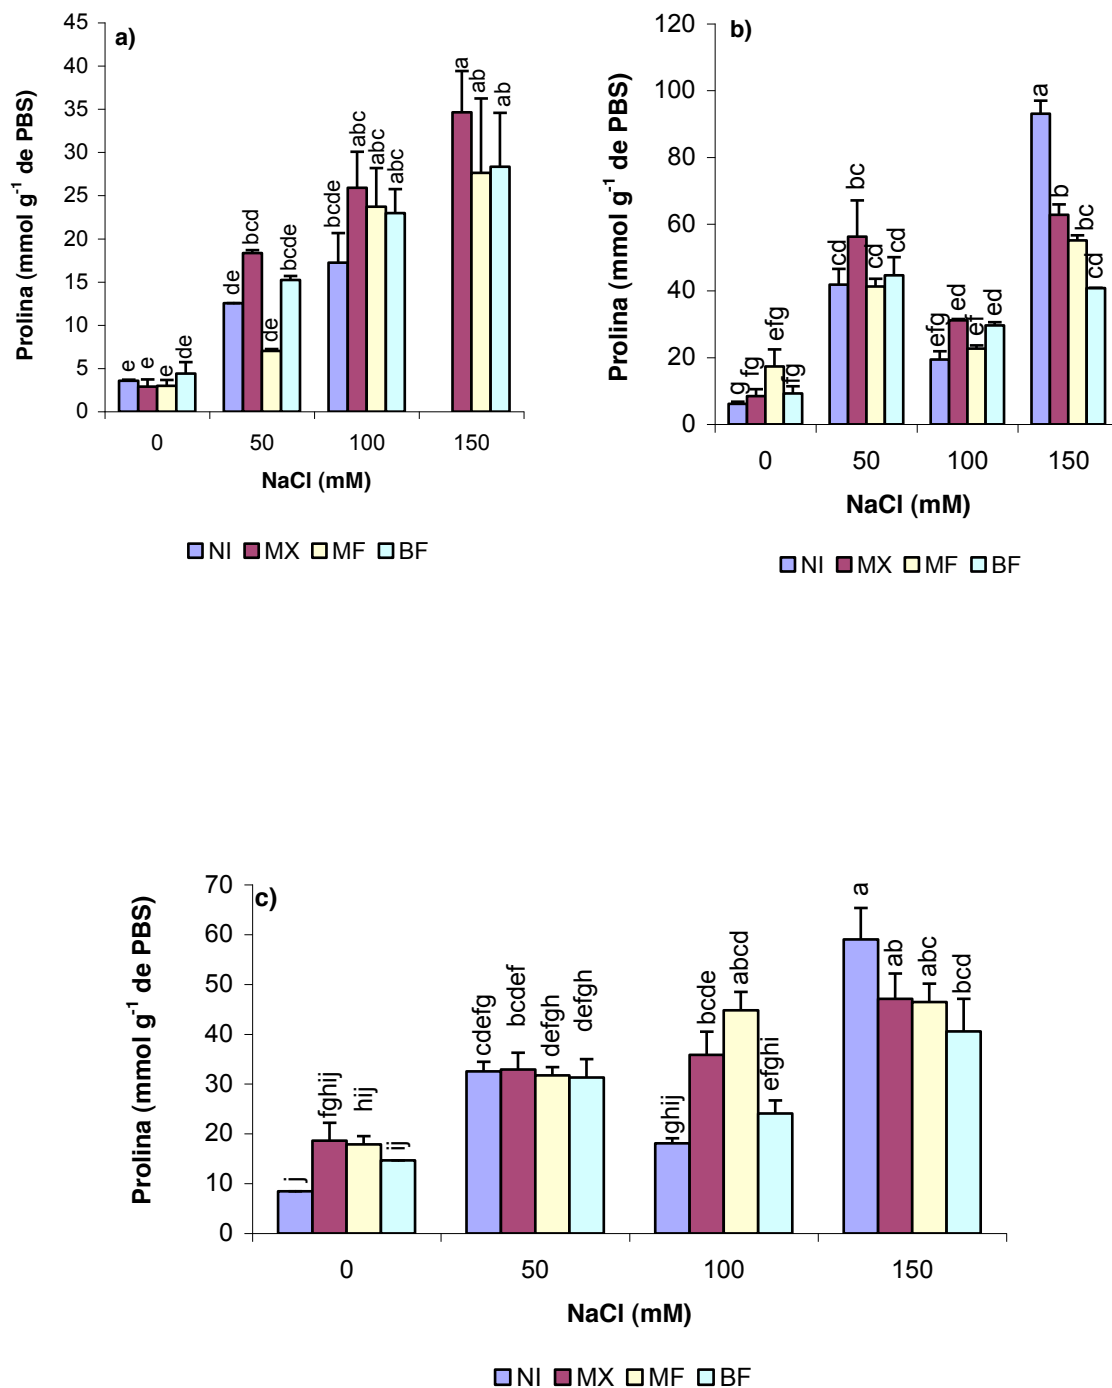 a)
Prolina (mmol g⁻¹ de PBS)
45
40
35
30
25
20
15
10
5
0
e e e de
de bcd de bcde
bcde abc abc abc
a ab ab
0 50 100 150
NaCl (mM)
NI MX MF BF
b)
Prolina (mmol g⁻¹ de PBS)
120
100
80
60
40
20
0
g fg efg fg
cd bc cd cd
efg ed ef ed
a b bc cd
0 50 100 150
NaCl (mM)
NI MX MF BF
c)
Prolina (mmol g⁻¹ de PBS)
70
60
50
40
30
20
10
0
ij fghij hij ij
cdefg bcdef defgh defgh
ghij bcde abcd efghi
a ab abc bcd
0 50 100 150
NaCl (mM)
NI MX MF BF